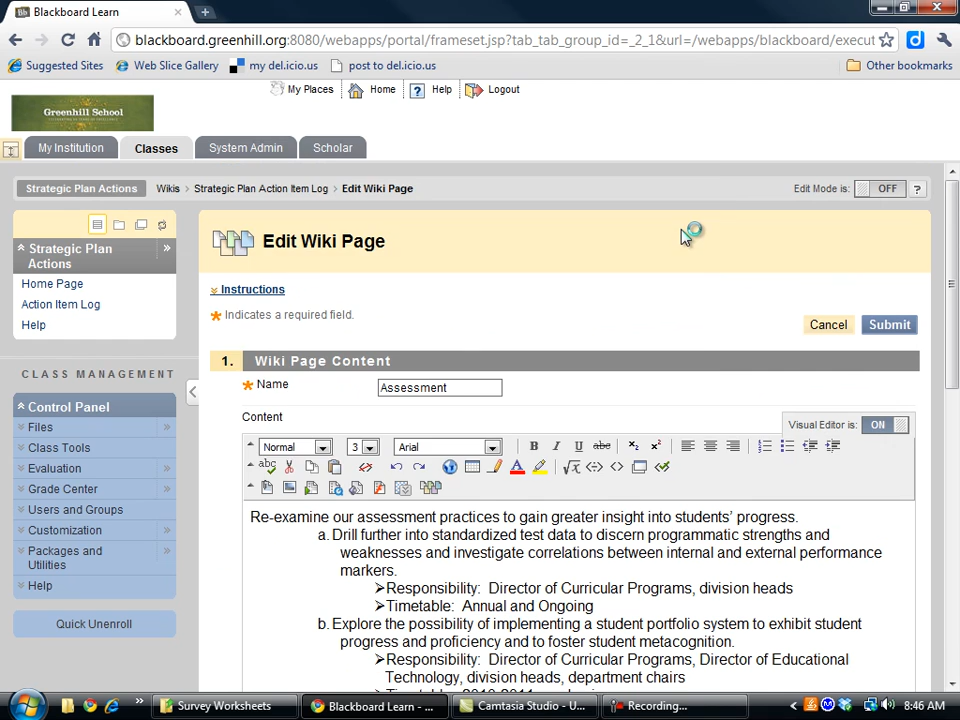 Blackboard Learn
blackboard.greenhill.org:8080/webapps/portal/frameset.jsp?tab_tab_group_id=_2_1&url=/webapps/blackboard/execut
Suggested Sites
Web Slice Gallery
my del.icio.us
post to del.icio.us
Other bookmarks
Greenhill School
My Places
Home
Help
Logout
My Institution
Classes
System Admin
Scholar
Strategic Plan Actions
Wikis > Strategic Plan Action Item Log > Edit Wiki Page
Edit Mode is: OFF ?
Strategic Plan
Actions
Home Page
Action Item Log
Help
CLASS MANAGEMENT
Control Panel
Files
Class Tools
Evaluation
Grade Center
Users and Groups
Customization
Packages and
Utilities
Help
Quick Unenroll
Edit Wiki Page
Instructions
Indicates a required field.
Cancel
Submit
1. Wiki Page Content
Name
Assessment
Content
Visual Editor is: ON
Normal
3
Arial
B I U abc
Re-examine our assessment practices to gain greater insight into students’ progress.
a. Drill further into standardized test data to discern programmatic strengths and
weaknesses and investigate correlations between internal and external performance
markers.
➢Responsibility: Director of Curricular Programs, division heads
➢Timetable: Annual and Ongoing
b. Explore the possibility of implementing a student portfolio system to exhibit student
progress and proficiency and to foster student metacognition.
➢Responsibility: Director of Curricular Programs, Director of Educational
Technology, division heads, department chairs
Survey Worksheets
Blackboard Learn - ...
Camtasia Studio - U...
Recording...
8:46 AM